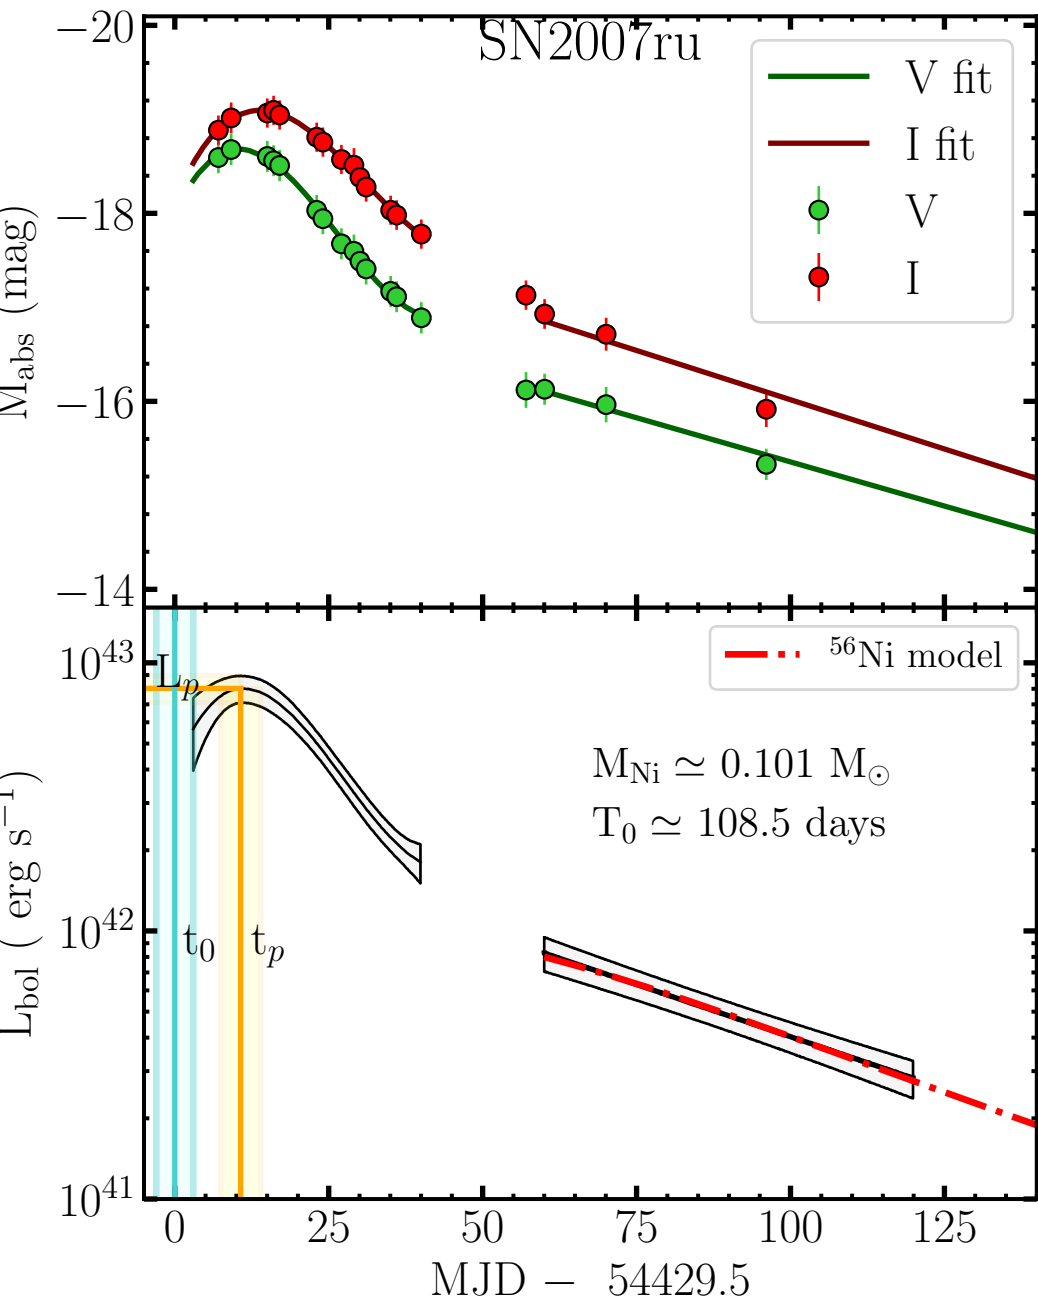 SN2007ru
−20
−18
−16
−14
M_abs (mag)
V fit
I fit
V
I
10^43
10^42
10^41
L_bol ( erg s^−1)
L_p
t_0
t_p
^56Ni model
M_Ni ≃ 0.101 M_⊙
T_0 ≃ 108.5 days
0 25 50 75 100 125
MJD − 54429.5